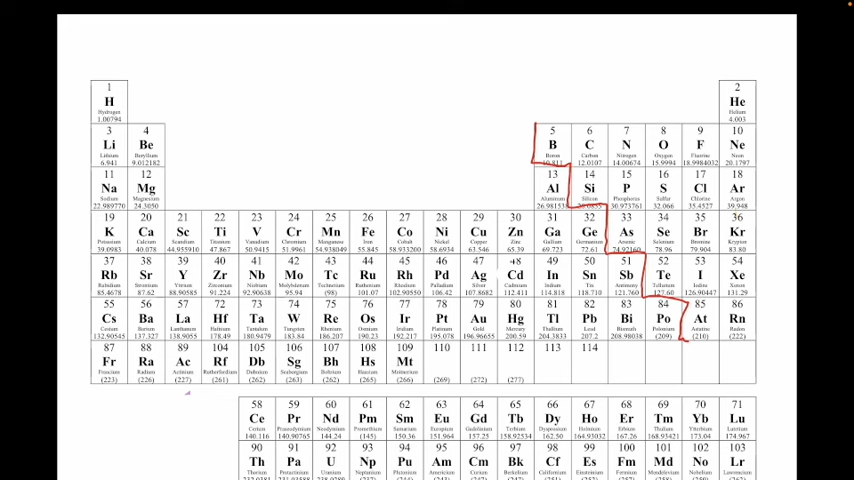 1 2
H He
Hydrogen Helium
1.00794 4.003
3 4 5 6 7 8 9 10
Li Be B C N O F Ne
Lithium Beryllium Boron Carbon Nitrogen Oxygen Fluorine Neon
6.941 9.012182 10.811 12.0107 14.00674 15.9994 18.9984032 20.1797
11 12 13 14 15 16 17 18
Na Mg Al Si P S Cl Ar
Sodium Magnesium Aluminum Silicon Phosphorus Sulfur Chlorine Argon
22.989770 24.3050 26.981538 30.973761 32.066 35.4527 39.948
19 20 21 22 23 24 25 26 27 28 29 30 31 32 33 34 35 36
K Ca Sc Ti V Cr Mn Fe Co Ni Cu Zn Ga Ge As Se Br Kr
Potassium Calcium Scandium Titanium Vanadium Chromium Manganese Iron Cobalt Nickel Copper Zinc Gallium Germanium Arsenic Selenium Bromine Krypton
39.0983 40.078 44.955910 47.867 50.9415 51.9961 54.938049 55.845 58.933200 58.6934 63.546 65.39 69.723 72.61 74.92160 78.96 79.904 83.80
37 38 39 40 41 42 43 44 45 46 47 48 49 50 51 52 53 54
Rb Sr Y Zr Nb Mo Tc Ru Rh Pd Ag Cd In Sn Sb Te I Xe
Rubidium Strontium Yttrium Zirconium Niobium Molybdenum Technetium Ruthenium Rhodium Palladium Silver Cadmium Indium Tin Antimony Tellurium Iodine Xenon
85.4678 87.62 88.90585 91.224 92.90638 95.94 (98) 101.07 102.90550 106.42 107.8682 112.411 114.818 118.710 121.760 127.60 126.90447 131.29
55 56 57 72 73 74 75 76 77 78 79 80 81 82 83 84 85 86
Cs Ba La Hf Ta W Re Os Ir Pt Au Hg Tl Pb Bi Po At Rn
Cesium Barium Lanthanum Hafnium Tantalum Tungsten Rhenium Osmium Iridium Platinum Gold Mercury Thallium Lead Bismuth Polonium Astatine Radon
132.90545 137.327 138.9055 178.49 180.9479 183.84 186.207 190.23 192.217 195.078 196.96655 200.59 204.3833 207.2 208.98038 (209) (210) (222)
87 88 89 104 105 106 107 108 109 110 111 112 113 114
Fr Ra Ac Rf Db Sg Bh Hs Mt
Francium Radium Actinium Rutherfordium Dubnium Seaborgium Bohrium Hassium Meitnerium
(223) (226) (227) (261) (262) (263) (262) (265) (266) (269) (272) (277)
58 59 60 61 62 63 64 65 66 67 68 69 70 71
Ce Pr Nd Pm Sm Eu Gd Tb Dy Ho Er Tm Yb Lu
Cerium Praseodymium Neodymium Promethium Samarium Europium Gadolinium Terbium Dysprosium Holmium Erbium Thulium Ytterbium Lutetium
140.116 140.90765 144.24 (145) 150.36 151.964 157.25 158.92534 162.50 164.93032 167.26 168.93421 173.04 174.967
90 91 92 93 94 95 96 97 98 99 100 101 102 103
Th Pa U Np Pu Am Cm Bk Cf Es Fm Md No Lr
Thorium Protactinium Uranium Neptunium Plutonium Americium Curium Berkelium Californium Einsteinium Fermium Mendelevium Nobelium Lawrencium